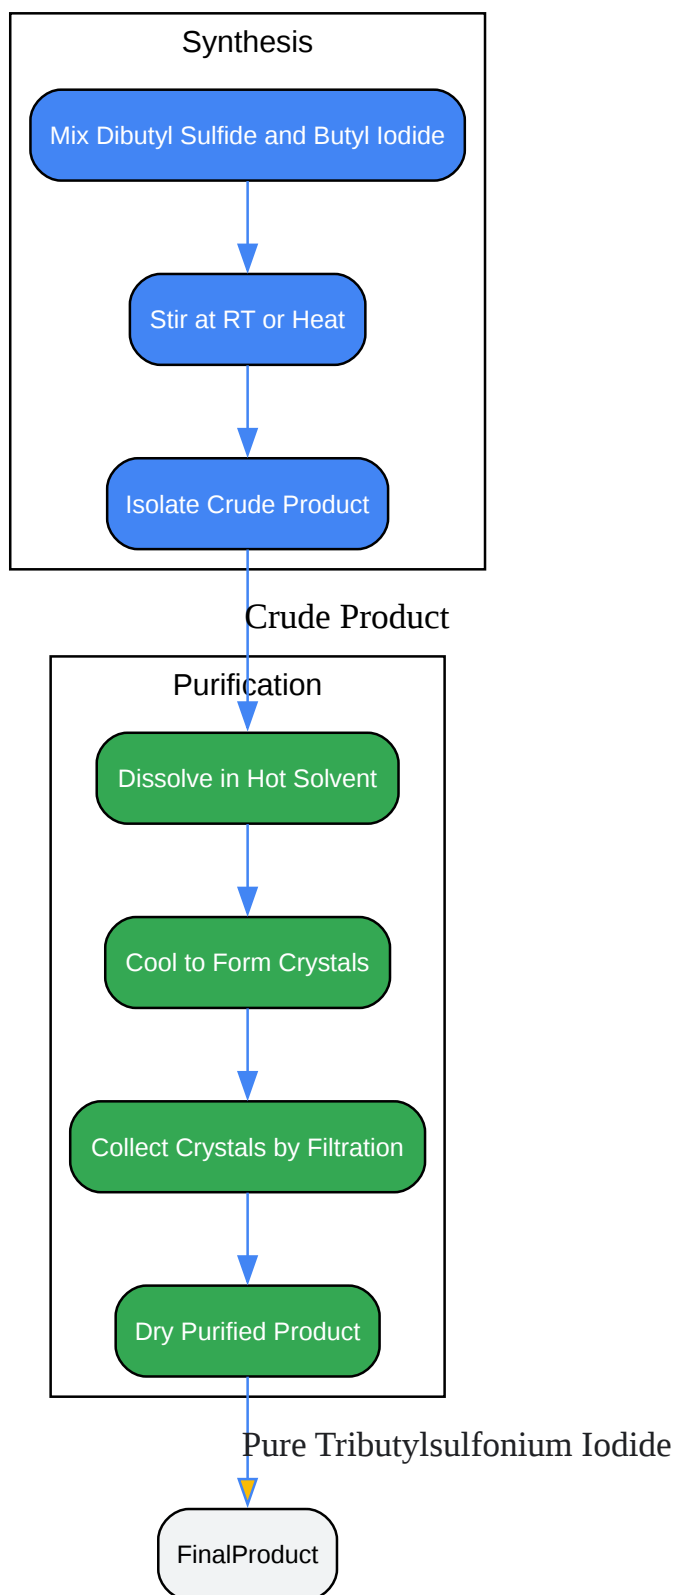 Synthesis
Mix Dibutyl Sulfide and Butyl Iodide
Stir at RT or Heat
Isolate Crude Product
Crude Product
Purification
Dissolve in Hot Solvent
Cool to Form Crystals
Collect Crystals by Filtration
Dry Purified Product
Pure Tributylsulfonium Iodide
FinalProduct